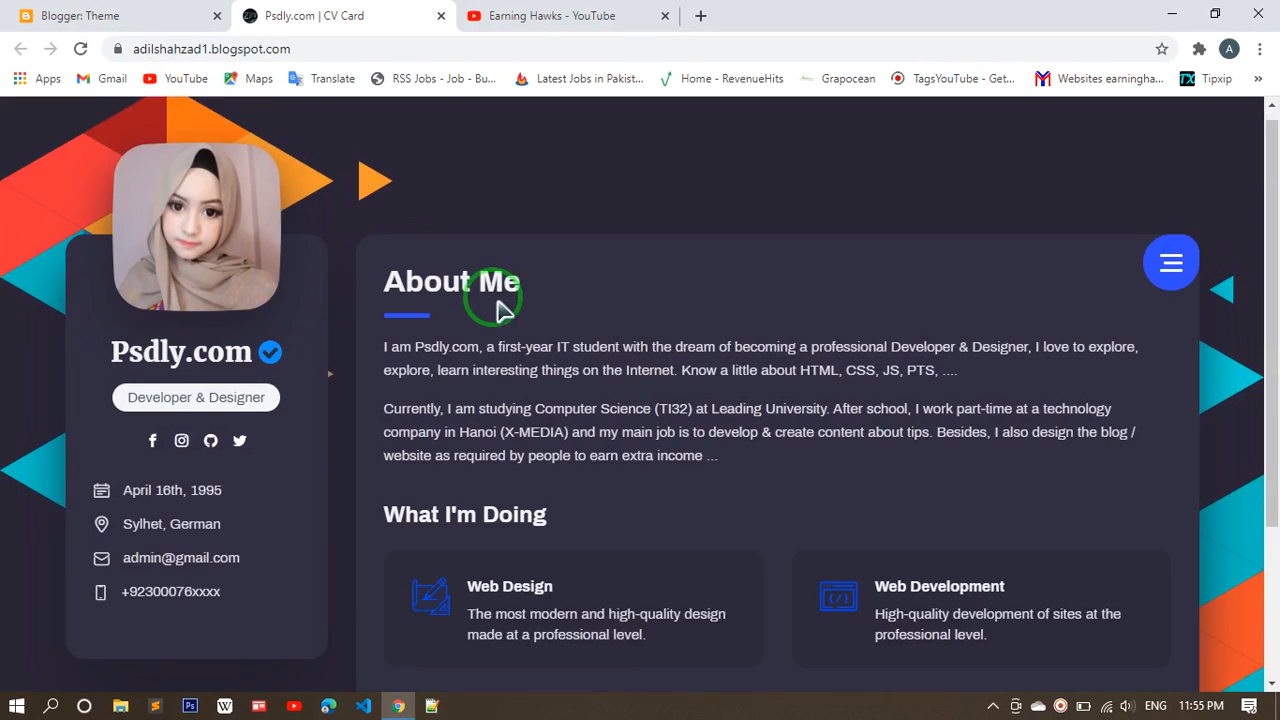 Blogger: Theme
Psdly.com | CV Card
Earning Hawks - YouTube
adilshahzad1.blogspot.com
A
Apps
Gmail
YouTube
Maps
Translate
RSS Jobs - Job - Bu...
Latest Jobs in Pakist...
Home - RevenueHits
Grapocean
TagsYouTube - Get...
Websites earningha...
TX
Tipxip
»
Psdly.com
Developer & Designer
April 16th, 1995
Sylhet, German
admin@gmail.com
+92300076xxxx
About Me
I am Psdly.com, a first-year IT student with the dream of becoming a professional Developer & Designer, I love to explore,
explore, learn interesting things on the Internet. Know a little about HTML, CSS, JS, PTS, ....
Currently, I am studying Computer Science (TI32) at Leading University. After school, I work part-time at a technology
company in Hanoi (X-MEDIA) and my main job is to develop & create content about tips. Besides, I also design the blog /
website as required by people to earn extra income ...
What I'm Doing
Web Design
The most modern and high-quality design
made at a professional level.
Web Development
High-quality development of sites at the
professional level.
ENG
11:55 PM